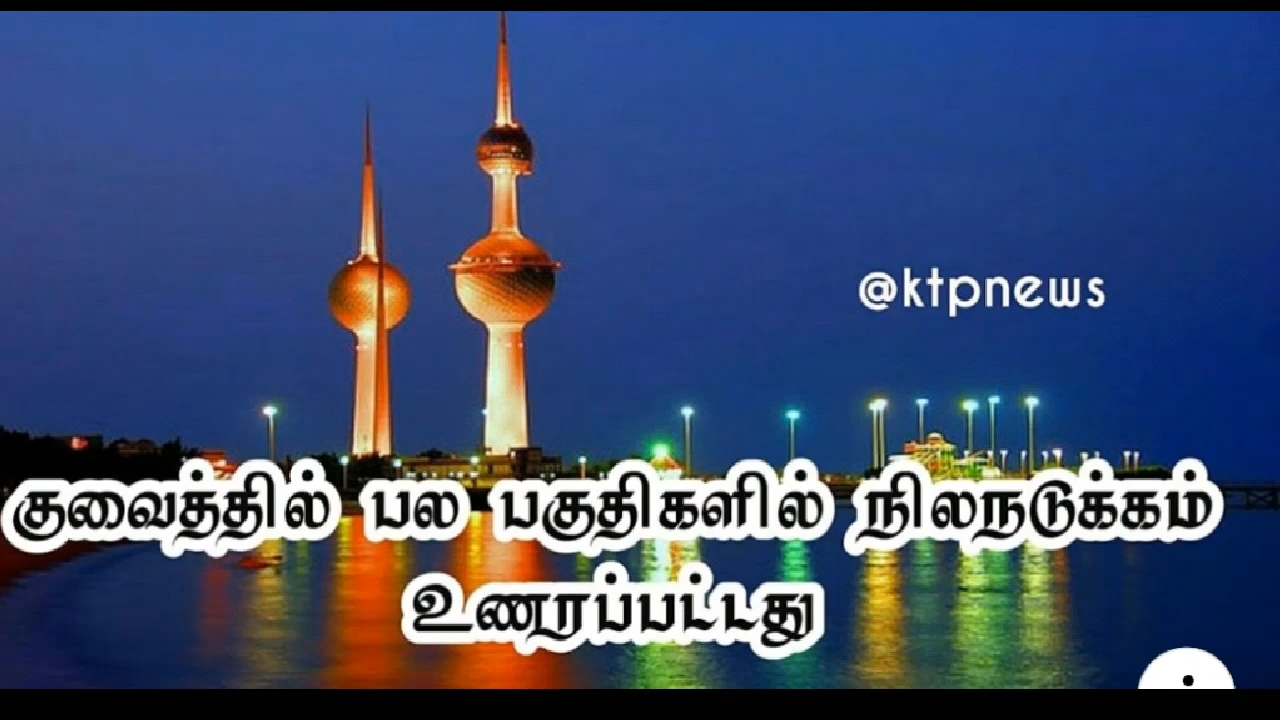 @ktpnews
குவைத்தில் பல பகுதிகளில் நிலநடுக்கம்
உணரப்பட்டது